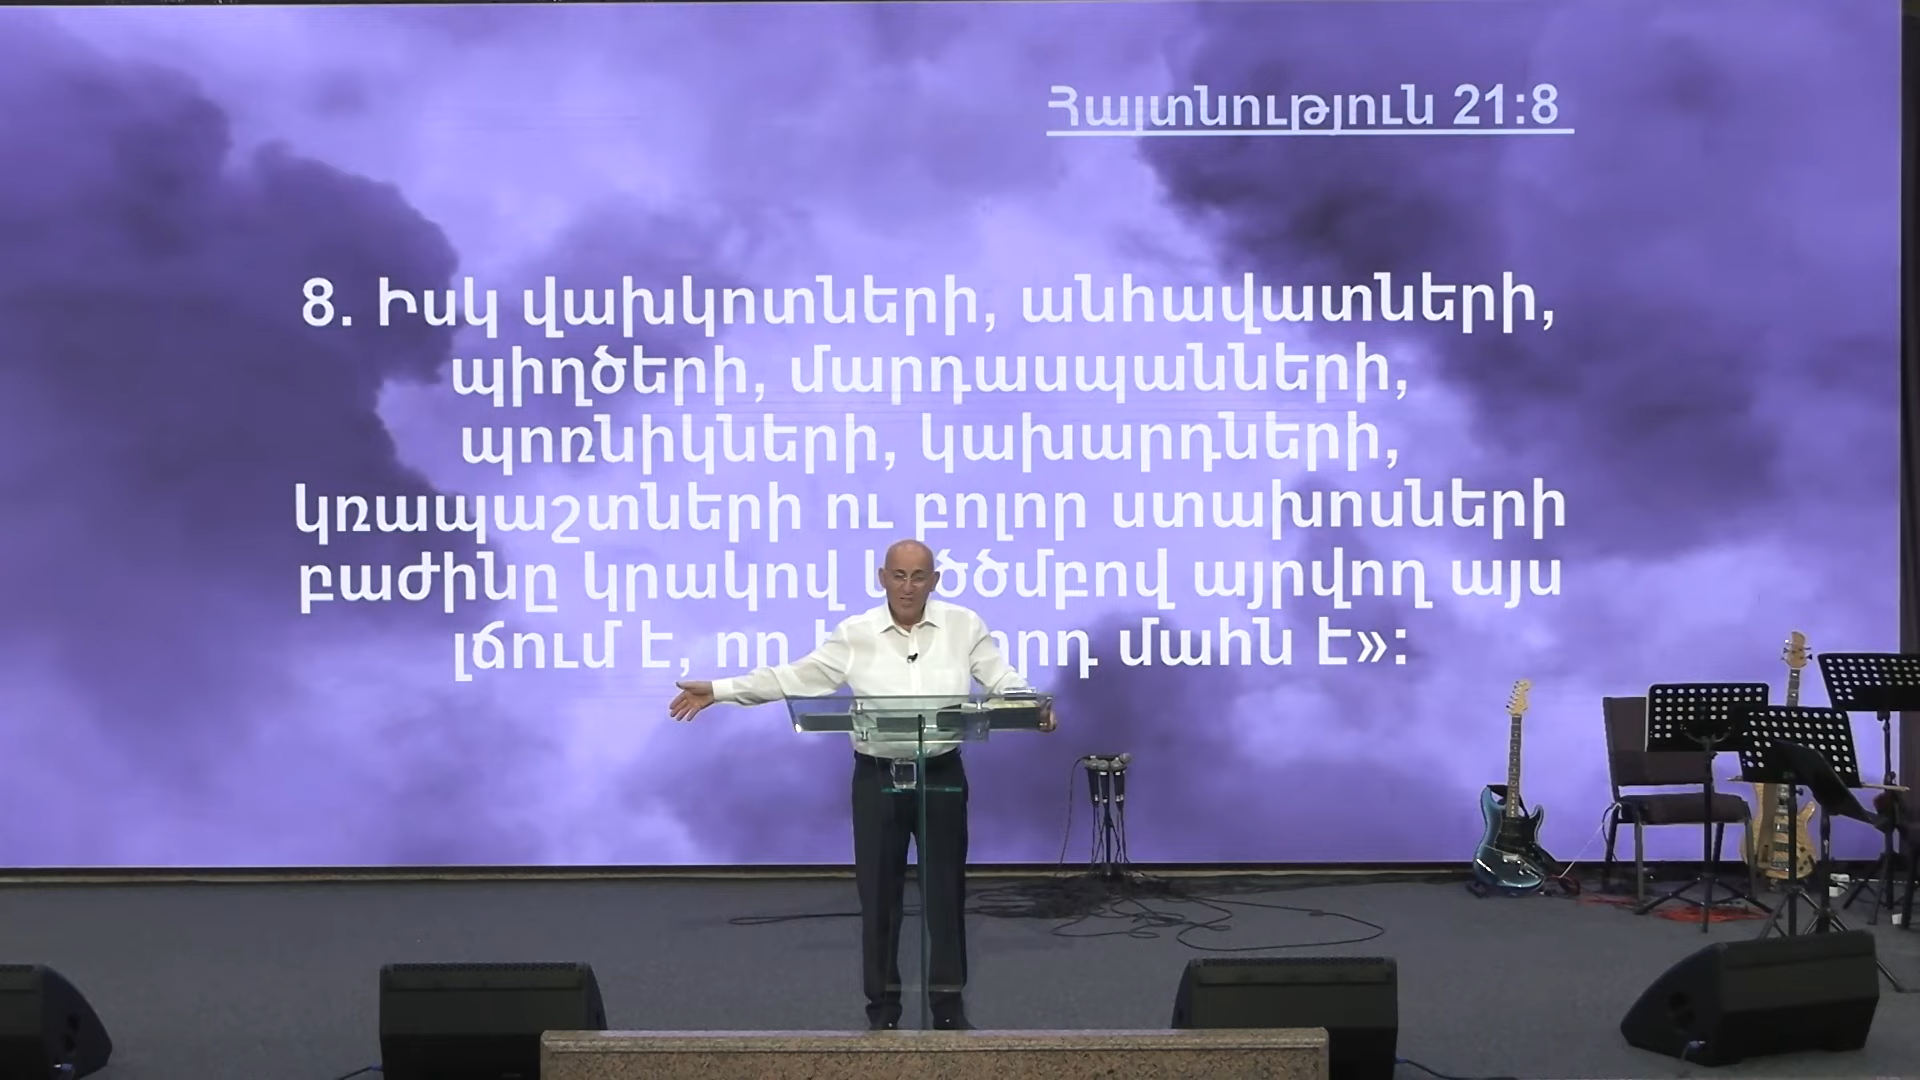 Հայտնություն 21:8
8. Իսկ վախկոտների, անհավատների,
պիղծերի, մարդասպանների,
պոռնիկների, կախարդների,
կռապաշտների ու բոլոր ստախոսների
բաժինը կրակով ծծմբով այրվող այս
լճում է, որ մահն է»: